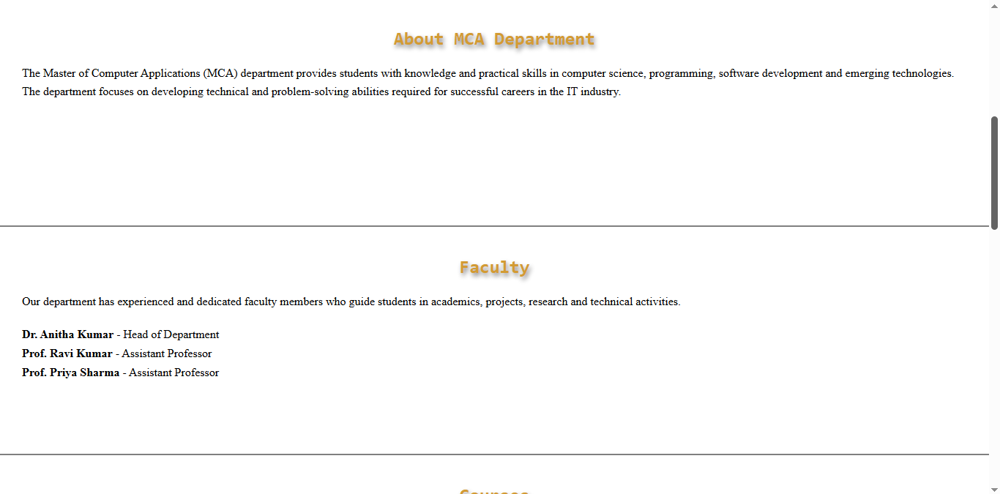 About MCA Department
The Master of Computer Applications (MCA) department provides students with knowledge and practical skills in computer science, programming, software development and emerging technologies.
The department focuses on developing technical and problem-solving abilities required for successful careers in the IT industry.
Faculty
Our department has experienced and dedicated faculty members who guide students in academics, projects, research and technical activities.
Dr. Anitha Kumar - Head of Department
Prof. Ravi Kumar - Assistant Professor
Prof. Priya Sharma - Assistant Professor
Courses